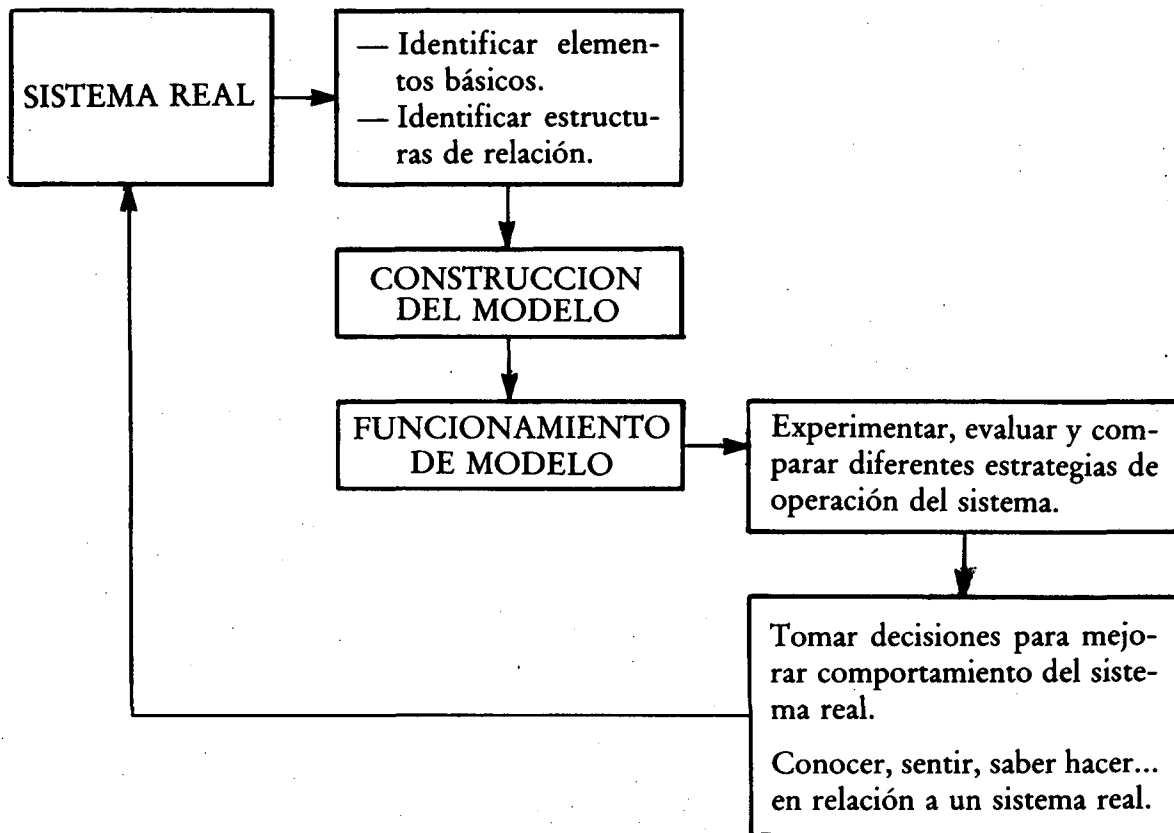 SISTEMA REAL
— Identificar elemen-
tos básicos.
— Identificar estructu-
ras de relación.
CONSTRUCCION
DEL MODELO
FUNCIONAMIENTO
DE MODELO
Experimentar, evaluar y com-
parar diferentes estrategias de
operación del sistema.
Tomar decisiones para mejo-
rar comportamiento del siste-
ma real.
Conocer, sentir, saber hacer...
en relación a un sistema real.